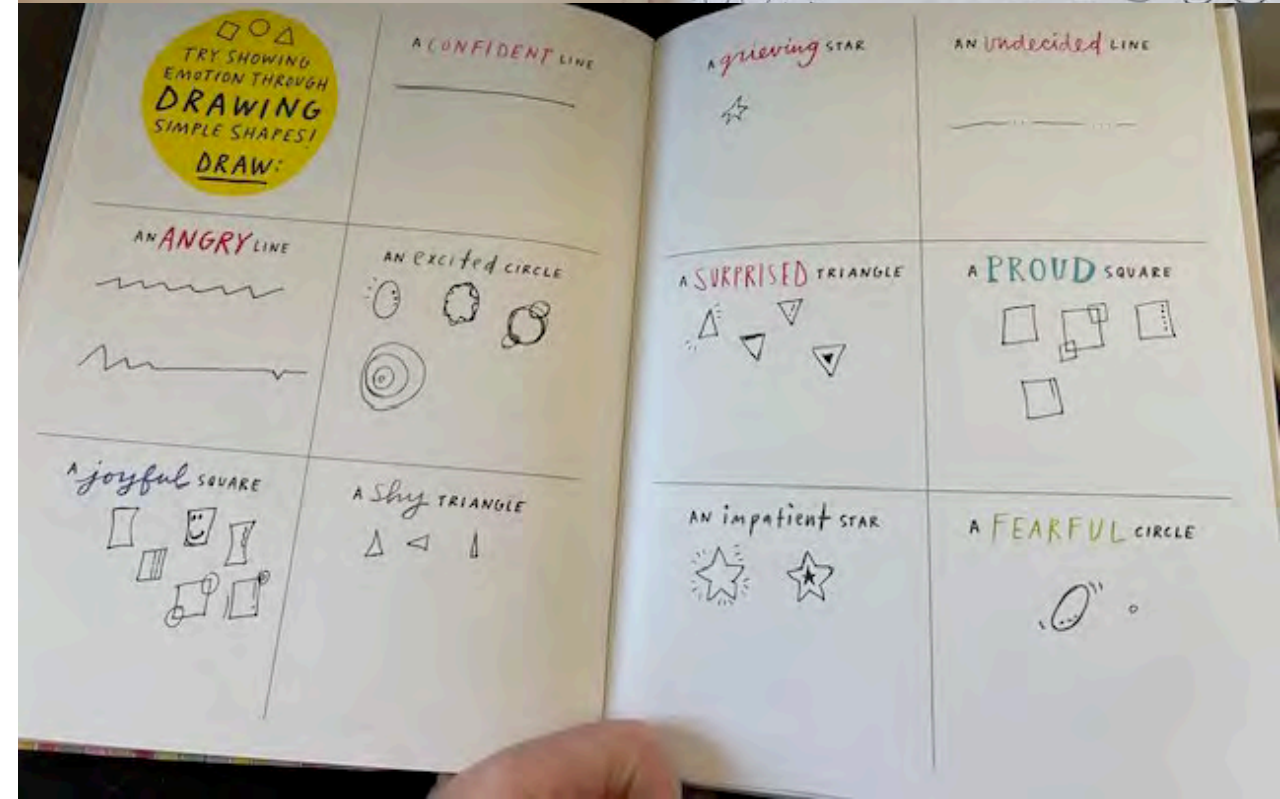 TRY SHOWING
EMOTION THROUGH
DRAWING
SIMPLE SHAPES!
DRAW:
A CONFIDENT LINE
AN ANGRY LINE
AN excited CIRCLE
A joyful SQUARE
A Shy TRIANGLE
A grieving STAR
AN undecided LINE
A SURPRISED TRIANGLE
A PROUD SQUARE
AN impatient STAR
A FEARFUL CIRCLE